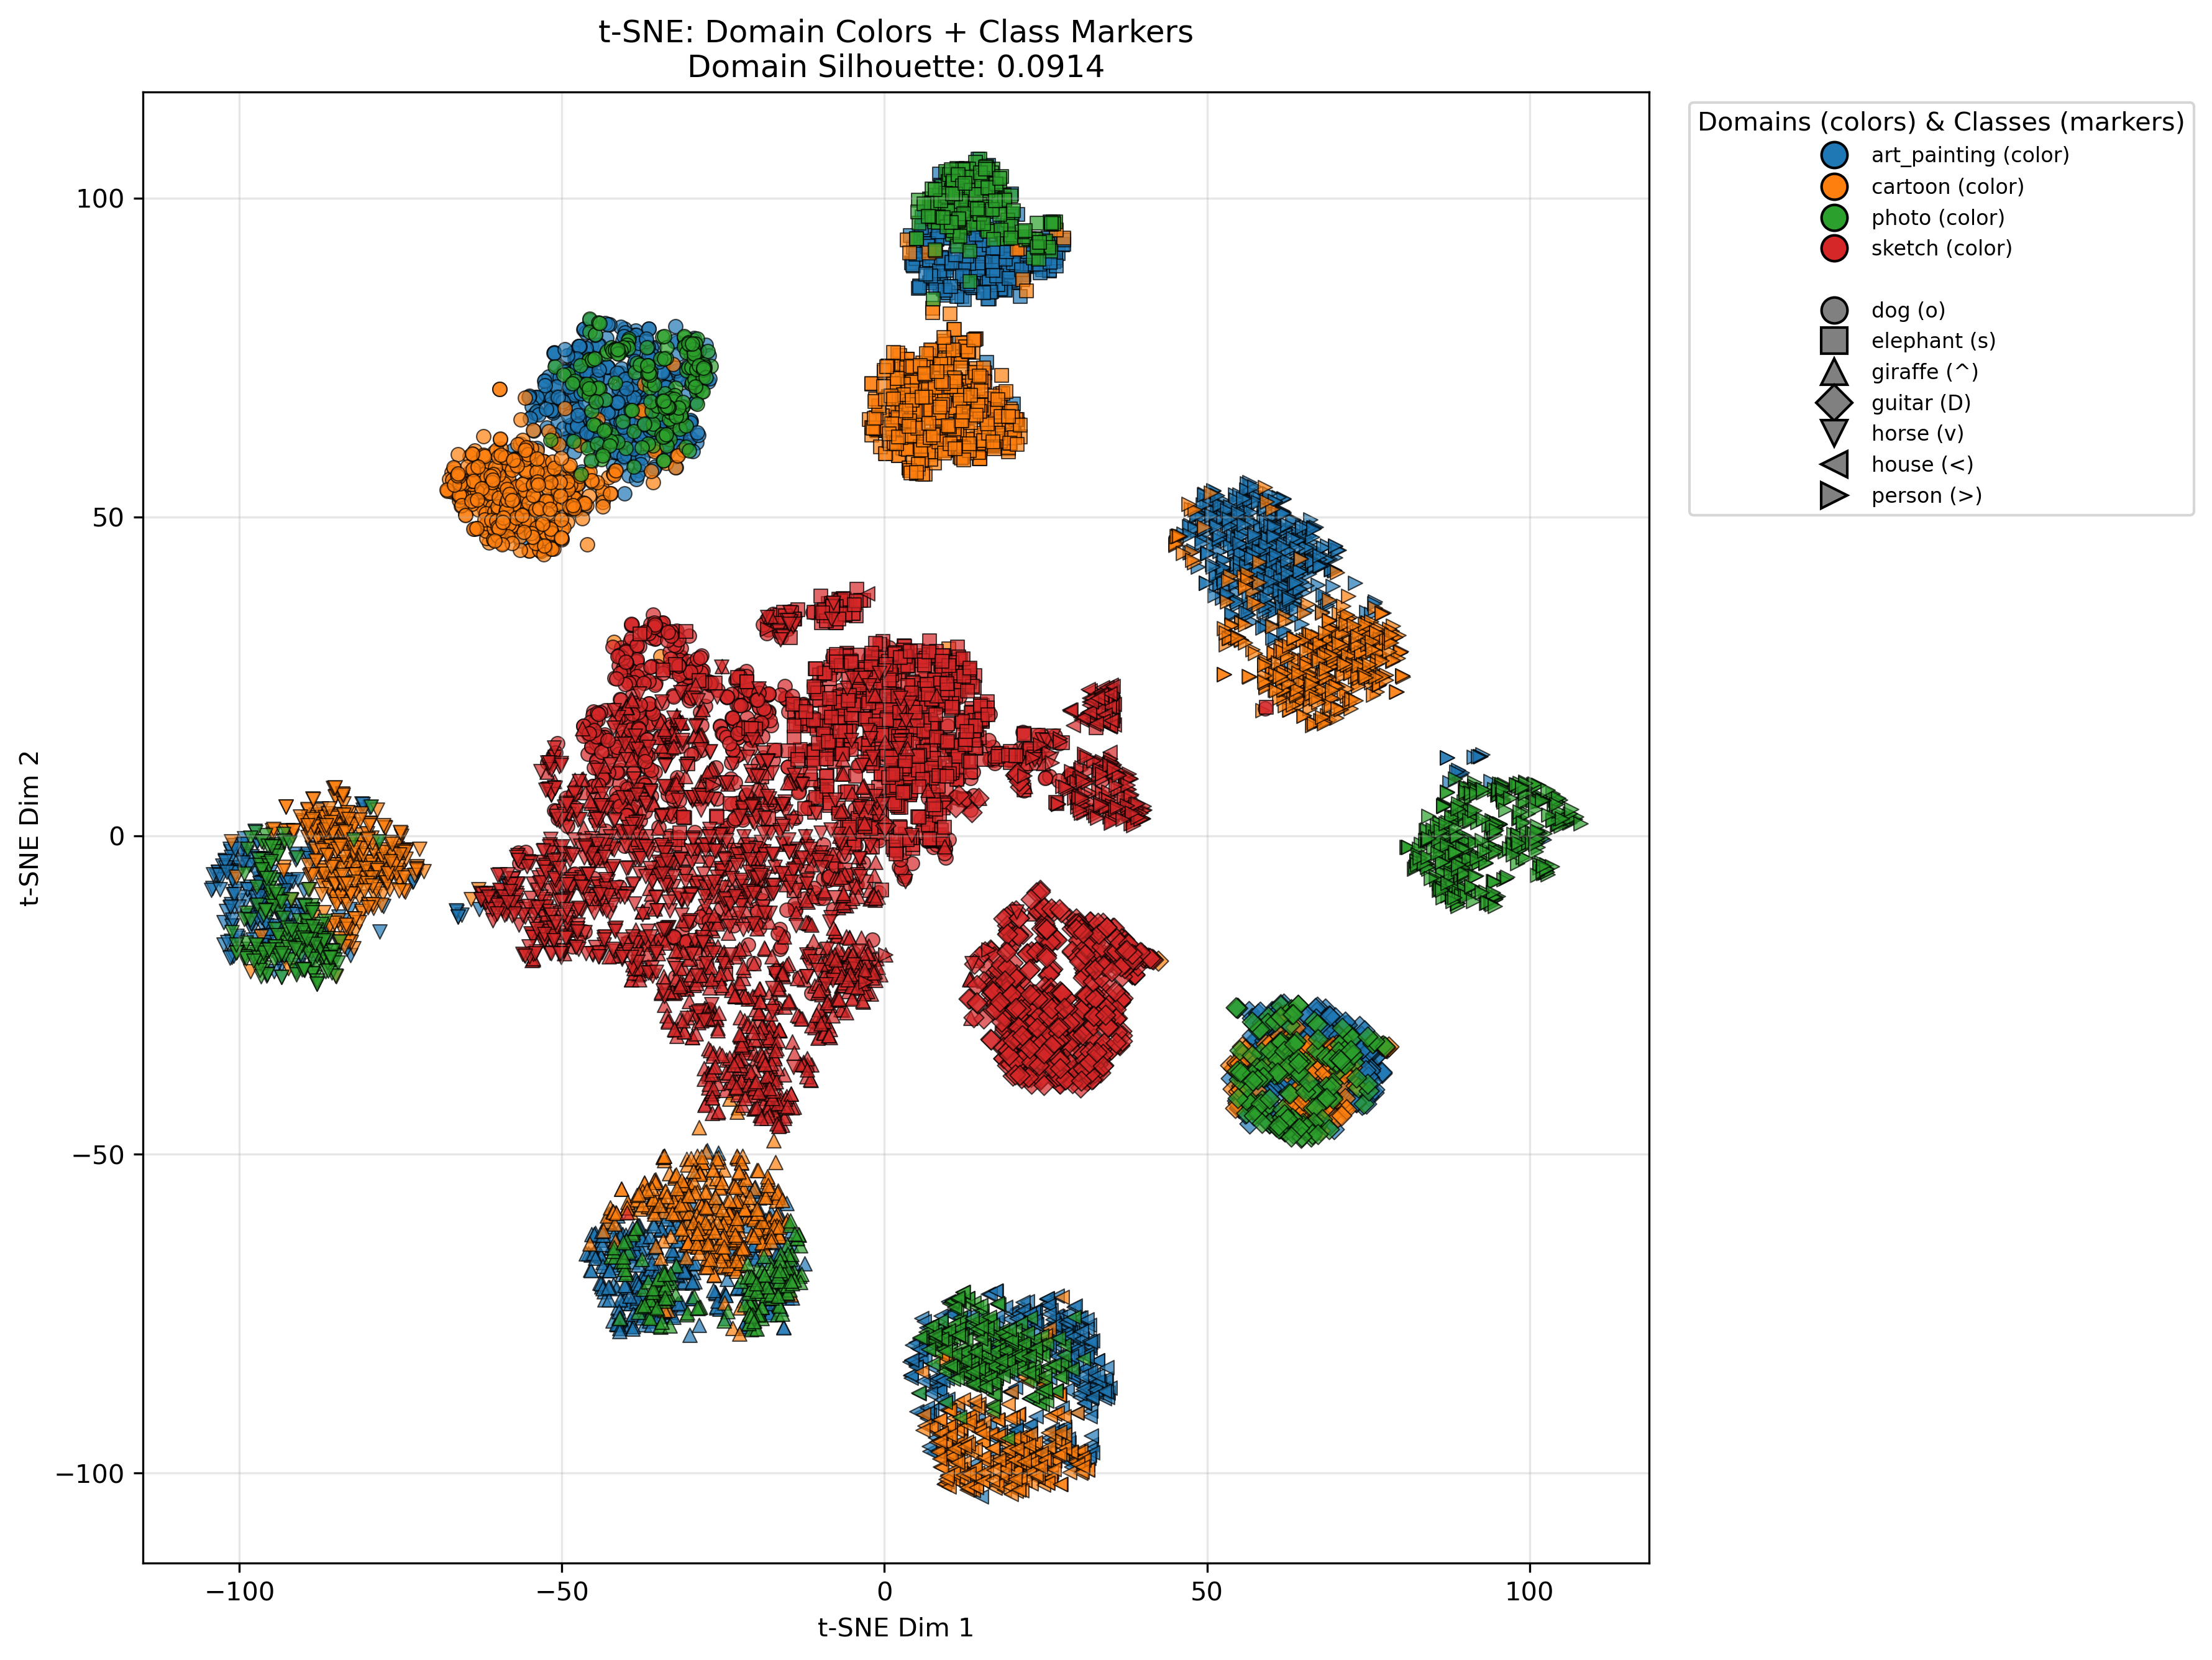 t-SNE: Domain Colors + Class Markers
Domain Silhouette: 0.0914
Domains (colors) & Classes (markers)
art_painting (color)
cartoon (color)
photo (color)
sketch (color)
dog (o)
elephant (s)
giraffe (^)
guitar (D)
horse (v)
house (<)
person (>)
t-SNE Dim 2
100
50
0
−50
−100
−100
−50
0
50
100
t-SNE Dim 1